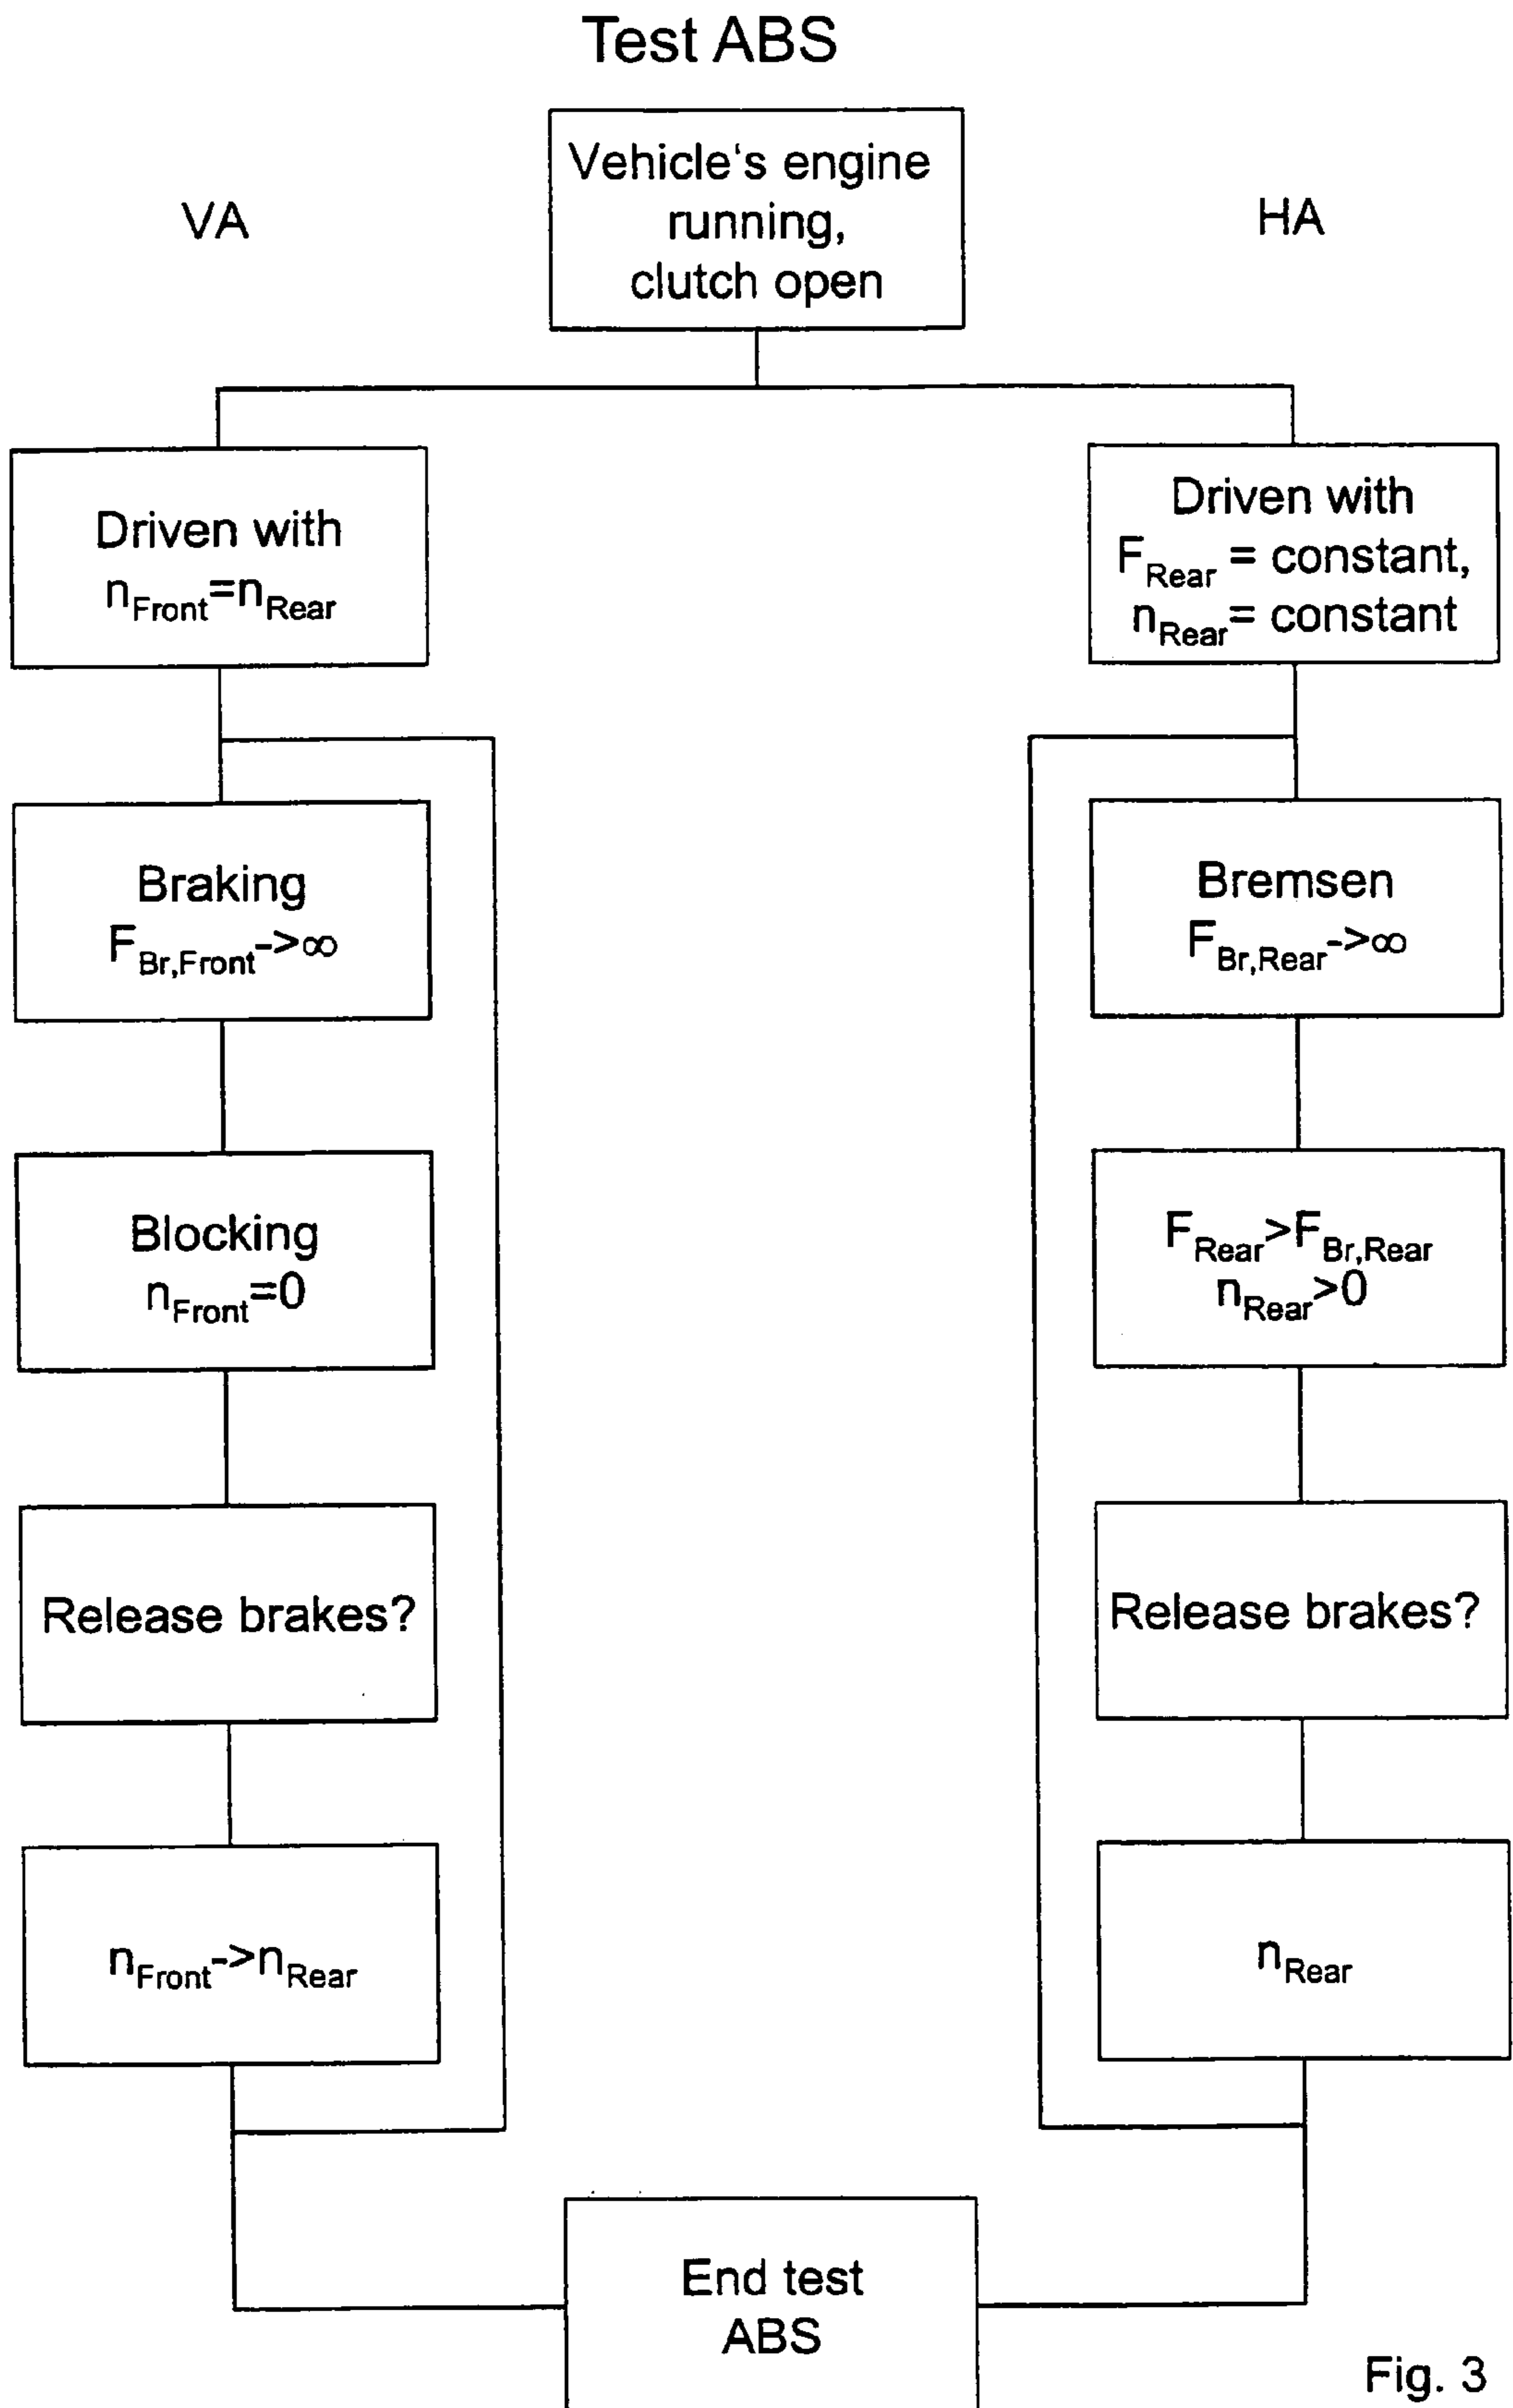 Test ABS
Vehicle‘s engine
running,
clutch open
VA
HA
Driven with
nFront=nRear
Driven with
FRear = constant,
nRear= constant
Braking
FBr,Front->∞
Bremsen
FBr,Rear->∞
Blocking
nFront=0
FRear>FBr,Rear
nRear>0
Release brakes?
Release brakes?
nFront->nRear
nRear
End test
ABS
Fig. 3